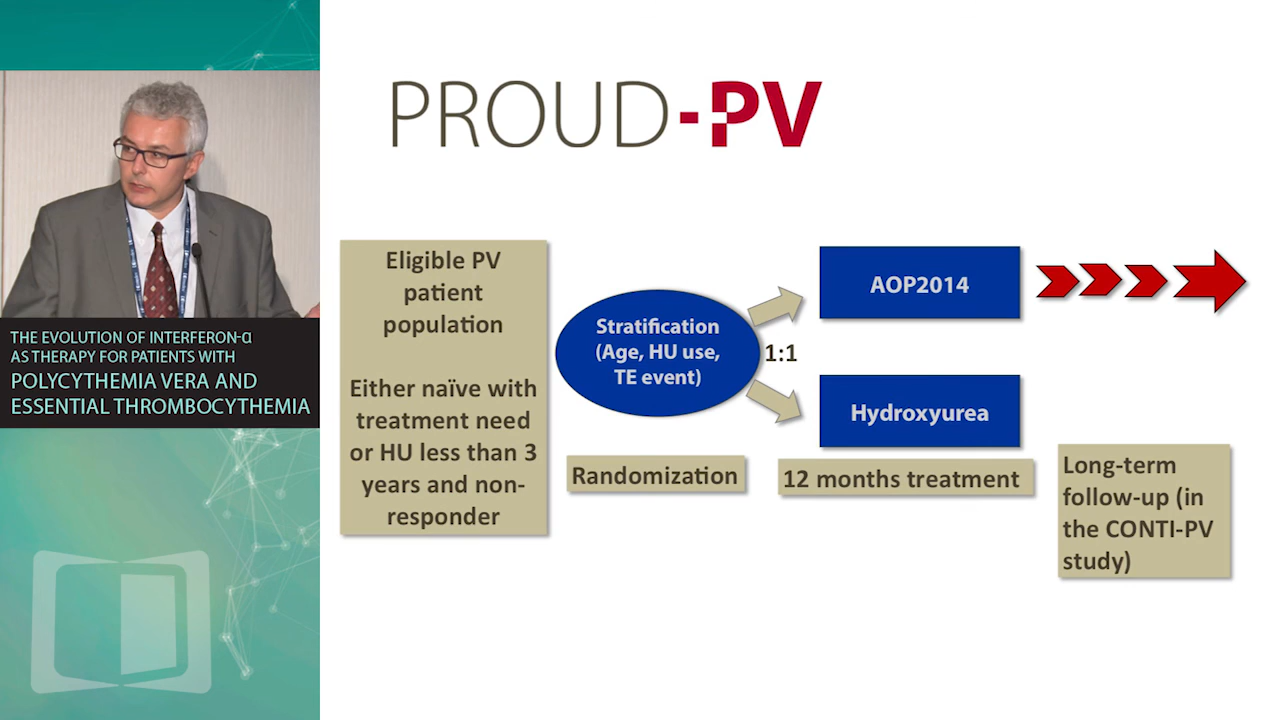 THE EVOLUTION OF INTERFERON-α
AS THERAPY FOR PATIENTS WITH
POLYCYTHEMIA VERA AND
ESSENTIAL THROMBOCYTHEMIA
PROUD-PV
Eligible PV
patient
population
Either naïve with
treatment need
or HU less than 3
years and non-
responder
Stratification
(Age, HU use,
TE event)
Randomization
1:1
AOP2014
Hydroxyurea
12 months treatment
Long-term
follow-up (in
the CONTI-PV
study)